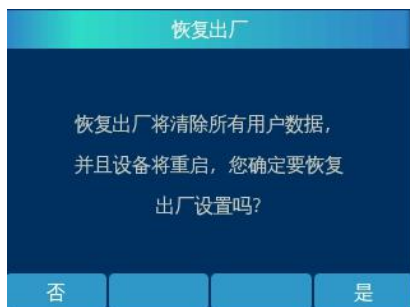 恢复出厂
恢复出厂将清除所有用户数据，
并且设备将重启，您确定要恢复
出厂设置吗?
否
是